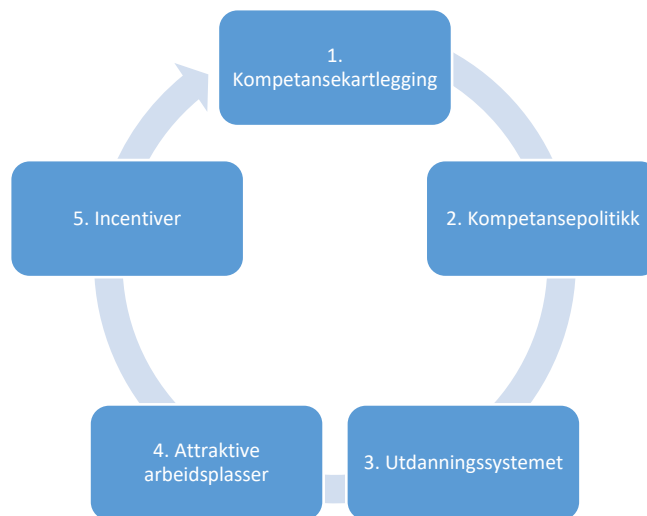 1.
Kompetansekartlegging
2. Kompetansepolitikk
3. Utdanningssystemet
4. Attraktive
arbeidsplasser
5. Incentiver